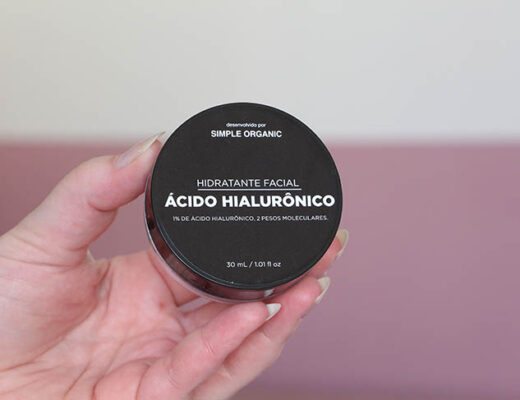 desenvolvido por
SIMPLE ORGANIC
HIDRATANTE FACIAL
ÁCIDO HIALURÔNICO
1% DE ÁCIDO HIALURÔNICO, 2 PESOS MOLECULARES.
30 mL / 1.01 fl oz